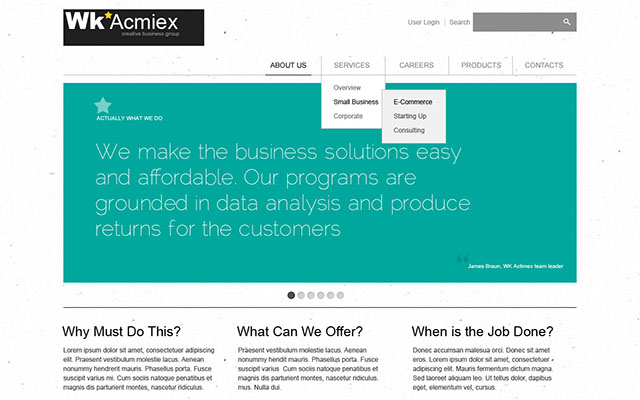 Wk Acmiex
creative business group
User Login | Search
ABOUT US
SERVICES
CAREERS
PRODUCTS
CONTACTS
Overview
Small Business
Corporate
E-Commerce
Starting Up
Consulting
ACTUALLY WHAT WE DO
We make the business solutions easy
and affordable. Our programs are
grounded in data analysis and produce
returns for the customers
James Braun, WK Actimex team leader
Why Must Do This?
Lorem ipsum dolor sit amet, consectetuer adipiscing
elit. Praesent vestibulum molestie lacus. Aenean
nonummy hendrerit mauris. Phasellus porta. Fusce
suscipit varius mi. Cum sociis natoque penatibus et
magnis dis parturient montes, nascetur ridiculus.
What Can We Offer?
Praesent vestibulum molestie lacus. Aenean
nonummy hendit mauris. Phasellus porta. Fusce
suscipit varius mi cum sociis natoque penatibus et
magnis dis parturient montes, nascetur ridiculus
mus. Nulla dui.
When is the Job Done?
Donec accumsan malesua orci. Donec sit amet
eros. Lorem ipsum dolor sit amet, consectetur
adipiscing elit. Mauris fermentum dictum magna.
Sed laoreet aliquam leo. Ut tellus dolor, dapibus
eget, elementum vel, cursus.